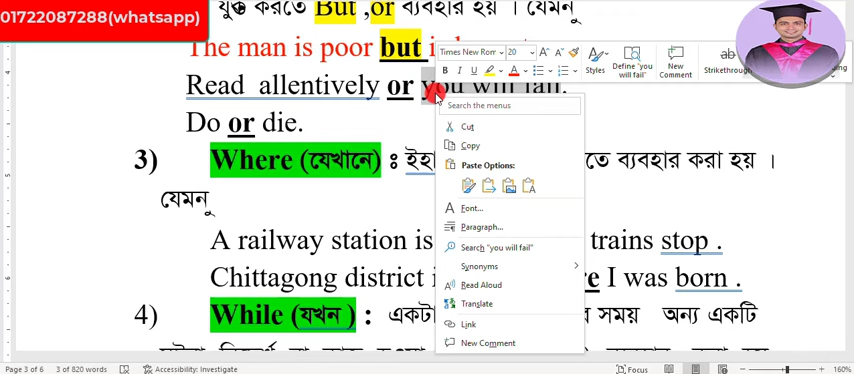 01722087288(whatsapp)
যুক্ত করতে But ,or ব্যবহার হয় । যেমনু
The man is poor but
Times New Rom 20
Styles Define "you will fail" New Comment Strikethrough
Read allentively or you will fail.
Search the menus
Do or die.
Cut
Copy
3) Where (যেখানে) ঃ ইহা তে ব্যবহার করা হয় ।
Paste Options:
যেমনু
Font...
Paragraph...
A railway station is trains stop .
Search "you will fail"
Synonyms
Chittagong district I was born .
Read Aloud
Translate
4) While (যখন ) : একটা র সময় অন্য একটি
Link
New Comment
Page 3 of 6 3 of 820 words Accessibility: Investigate Focus 160%